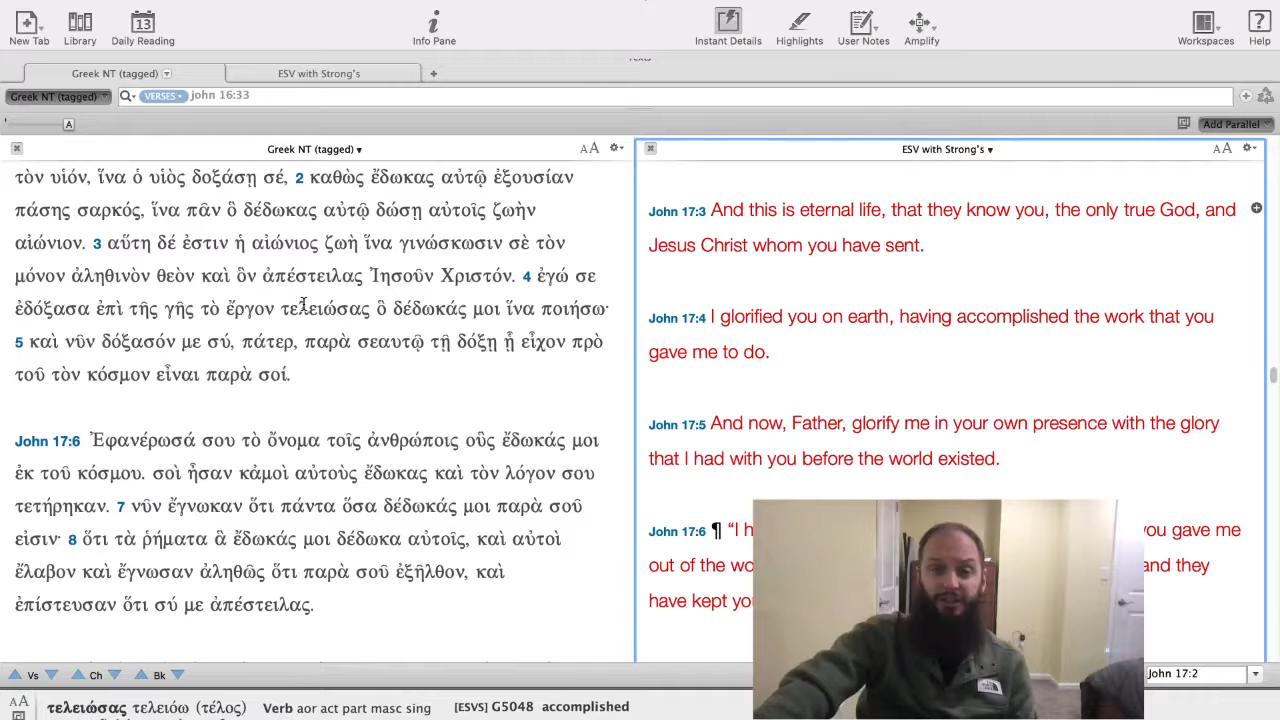 New Tab
Library
13
Daily Reading
Info Pane
Instant Details
Highlights
User Notes
Amplify
Workspaces
Help
Greek NT (tagged)
ESV with Strong's
Greek NT (tagged)
VERSES
john 16:33
A
Add Parallel
Greek NT (tagged)
AA
τὸν υἱόν, ἵνα ὁ υἱὸς δοξάσῃ σέ, 2 καθὼς ἔδωκας αὐτῷ ἐξουσίαν
πάσης σαρκός, ἵνα πᾶν ὃ δέδωκας αὐτῷ δώσῃ αὐτοῖς ζωὴν
αἰώνιον. 3 αὕτη δέ ἐστιν ἡ αἰώνιος ζωὴ ἵνα γινώσκωσιν σὲ τὸν
μόνον ἀληθινὸν θεὸν καὶ ὃν ἀπέστειλας Ἰησοῦν Χριστόν. 4 ἐγώ σε
ἐδόξασα ἐπὶ τῆς γῆς τὸ ἔργον τελειώσας ὃ δέδωκάς μοι ἵνα ποιήσω·
5 καὶ νῦν δόξασόν με σύ, πάτερ, παρὰ σεαυτῷ τῇ δόξῃ ᾗ εἶχον πρὸ
τοῦ τὸν κόσμον εἶναι παρὰ σοί.
John 17:6 Ἐφανέρωσά σου τὸ ὄνομα τοῖς ἀνθρώποις οὓς ἔδωκάς μοι
ἐκ τοῦ κόσμου. σοὶ ἦσαν κἀμοὶ αὐτοὺς ἔδωκας καὶ τὸν λόγον σου
τετήρηκαν. 7 νῦν ἔγνωκαν ὅτι πάντα ὅσα δέδωκάς μοι παρὰ σοῦ
εἰσιν· 8 ὅτι τὰ ῥήματα ἃ ἔδωκάς μοι δέδωκα αὐτοῖς, καὶ αὐτοὶ
ἔλαβον καὶ ἔγνωσαν ἀληθῶς ὅτι παρὰ σοῦ ἐξῆλθον, καὶ
ἐπίστευσαν ὅτι σύ με ἀπέστειλας.
ESV with Strong's
AA
John 17:3 And this is eternal life, that they know you, the only true God, and
Jesus Christ whom you have sent.
John 17:4 I glorified you on earth, having accomplished the work that you
gave me to do.
John 17:5 And now, Father, glorify me in your own presence with the glory
that I had with you before the world existed.
John 17:6 ¶ “I you gave me
out of the and they
have kept
Vs
Ch
Bk
John 17:2
AA
τελειώσας τελειόω (τέλος) Verb aor act part masc sing [ESVS] G5048 accomplished
THE NORTH FACE